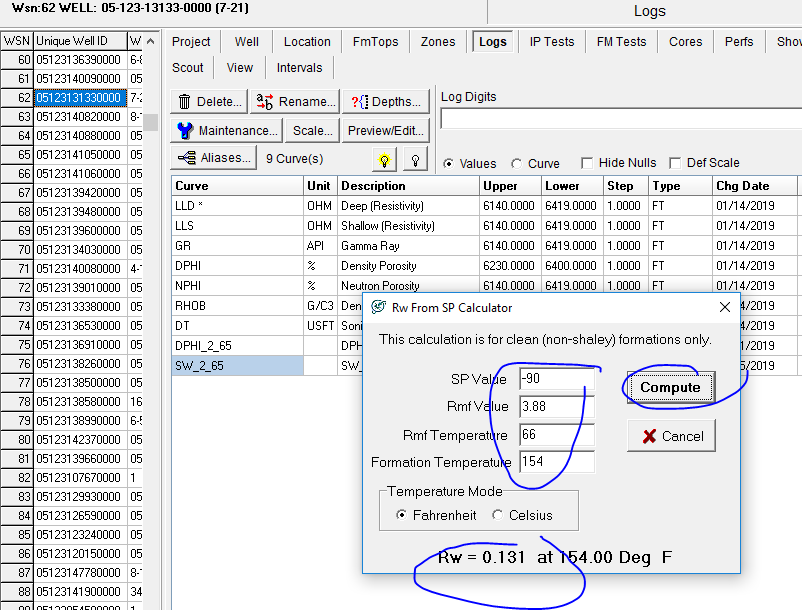 Wsn:62 WELL: 05-123-13133-0000 (7-21)
Logs
WSN Unique Well ID W
Project Well Location FmTops Zones Logs IP Tests FM Tests Cores Perfs Show
Scout View Intervals
60 05123136390000 6-8
61 05123140090000 05
62 05123131330000 7-2
63 05123140820000 8-
64 05123140880000 05
65 05123141050000 05
66 05123141060000 05
67 05123139420000 05
68 05123139480000 05
69 05123139600000 05
70 05123134030000 05
71 05123140080000 4-
72 05123139010000 05
73 05123133380000 05
74 05123136530000 05
75 05123136910000 05
76 05123138260000 05
77 05123138500000 05
78 05123138580000 16
79 05123138990000 6-5
80 05123142370000 05
81 05123139660000 05
82 05123107670000 1
83 05123129930000 05
84 05123126590000 05
85 05123123240000 05
86 05123120150000 05
87 05123147780000 8-
88 05123141900000 34
Delete... Rename... Depths...
Log Digits
Maintenance... Scale... Preview/Edit...
Aliases... 9 Curve(s)
Values Curve Hide Nulls Def Scale
Curve Unit Description Upper Lower Step Type Chg Date
LLD * OHM Deep (Resistivity) 6140.0000 6419.0000 1.0000 FT 01/14/2019
LLS OHM Shallow (Resistivity) 6140.0000 6419.0000 1.0000 FT 01/14/2019
GR API Gamma Ray 6140.0000 6419.0000 1.0000 FT 01/14/2019
DPHI % Density Porosity 6230.0000 6400.0000 1.0000 FT 01/14/2019
NPHI % Neutron Porosity 6140.0000 6419.0000 1.0000 FT 01/14/2019
RHOB G/C3 Den 4/2019
DT USFT Soni 4/2019
DPHI_2_65 DPH 1/2019
SW_2_65 SW_ 5/2019
Rw From SP Calculator
This calculation is for clean (non-shaley) formations only.
SP Value -90
Compute
Rmf Value 3.88
Rmf Temperature 66
Cancel
Formation Temperature 154
Temperature Mode
Fahrenheit Celsius
Rw = 0.131 at 154.00 Deg F